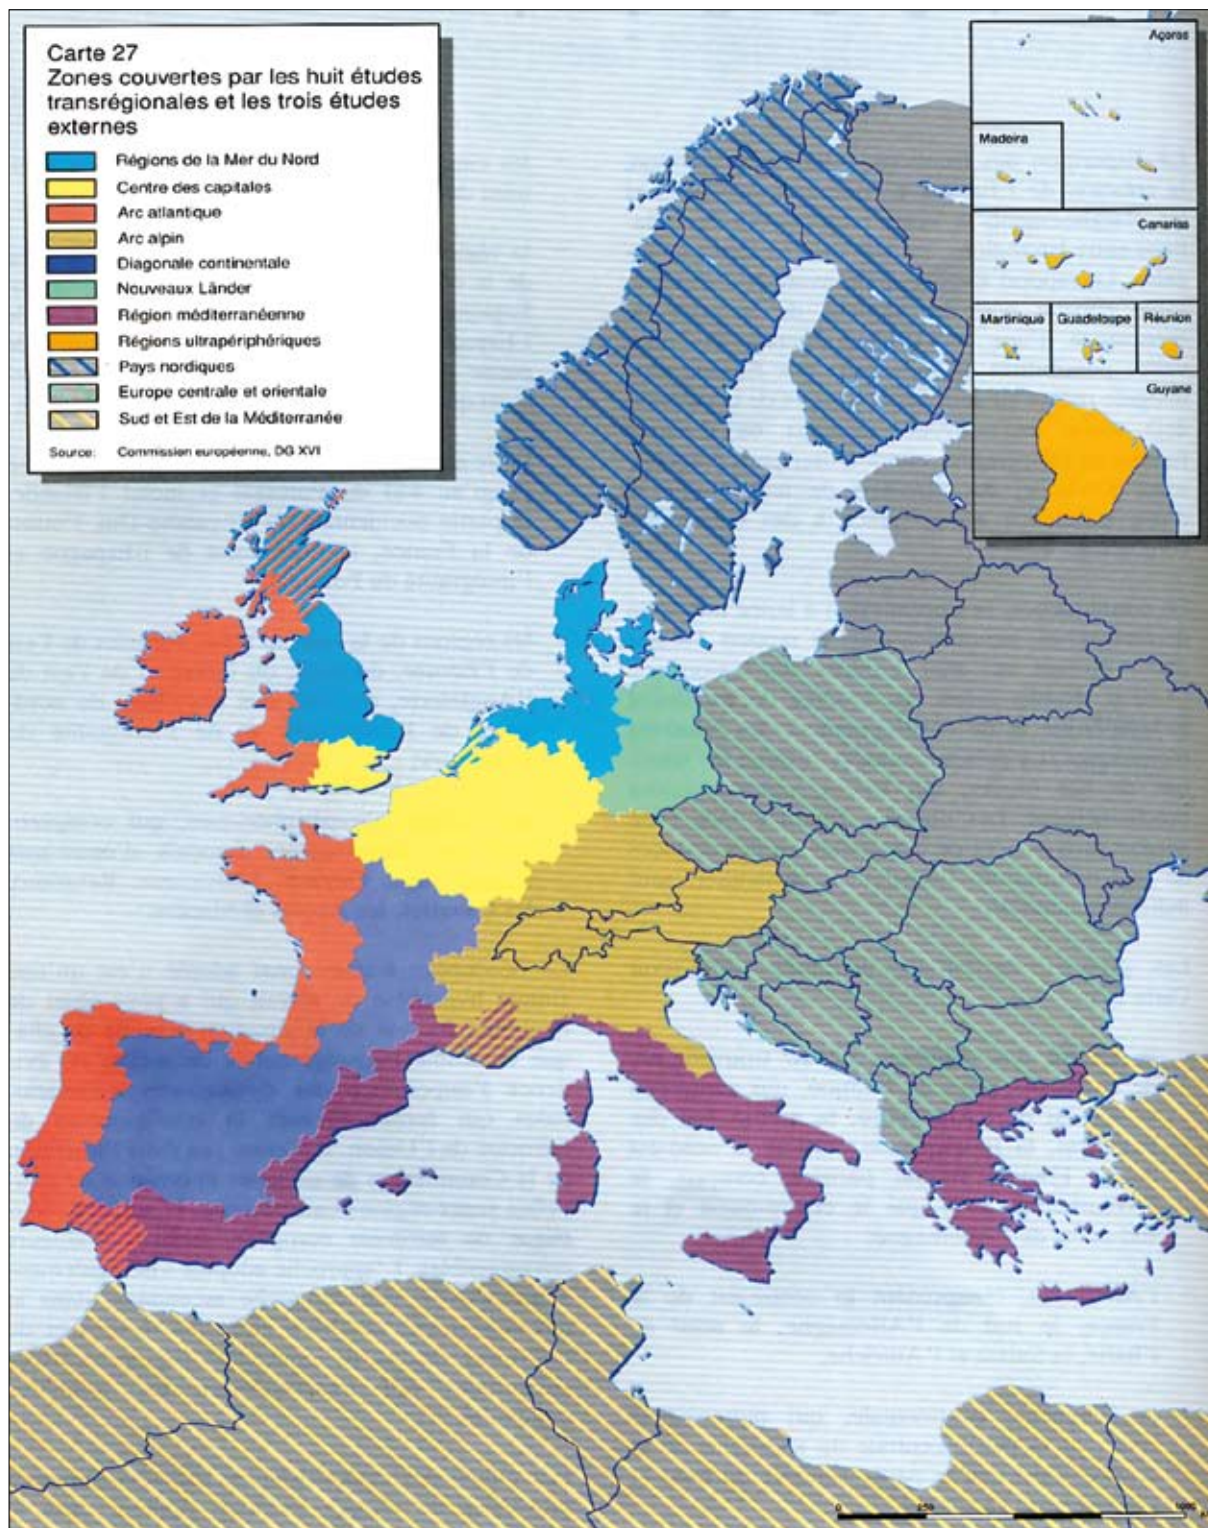 Carte 27
Zones couvertes par les huit études
transrégionales et les trois études
externes
Régions de la Mer du Nord
Centre des capitales
Arc atlantique
Arc alpin
Diagonale continentale
Nouveaux Länder
Région méditerranéenne
Régions ultrapériphériques
Pays nordiques
Europe centrale et orientale
Sud et Est de la Méditerranée
Source: Commission européenne, DG XVI
Açores
Madeira
Canarias
Martinique
Guadeloupe
Réunion
Guyane
0 250 1000